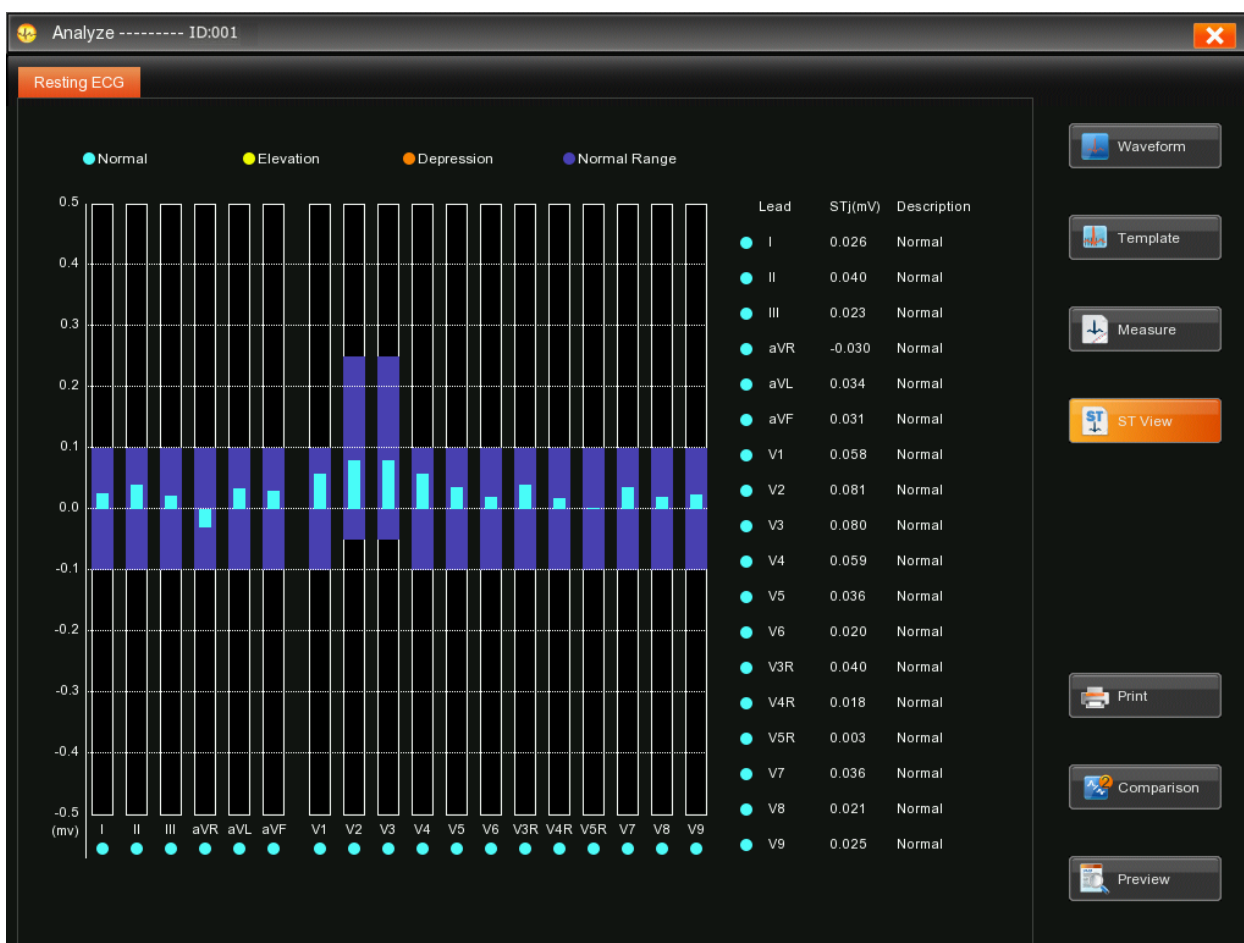 Analyze --------- ID:001
Resting ECG
Normal Elevation Depression Normal Range
0.5
0.4
0.3
0.2
0.1
0.0
-0.1
-0.2
-0.3
-0.4
-0.5
(mv) I II III aVR aVL aVF V1 V2 V3 V4 V5 V6 V3R V4R V5R V7 V8 V9
Lead STj(mV) Description
I 0.026 Normal
II 0.040 Normal
III 0.023 Normal
aVR -0.030 Normal
aVL 0.034 Normal
aVF 0.031 Normal
V1 0.058 Normal
V2 0.081 Normal
V3 0.080 Normal
V4 0.059 Normal
V5 0.036 Normal
V6 0.020 Normal
V3R 0.040 Normal
V4R 0.018 Normal
V5R 0.003 Normal
V7 0.036 Normal
V8 0.021 Normal
V9 0.025 Normal
Waveform
Template
Measure
ST
ST View
Print
Comparison
Preview